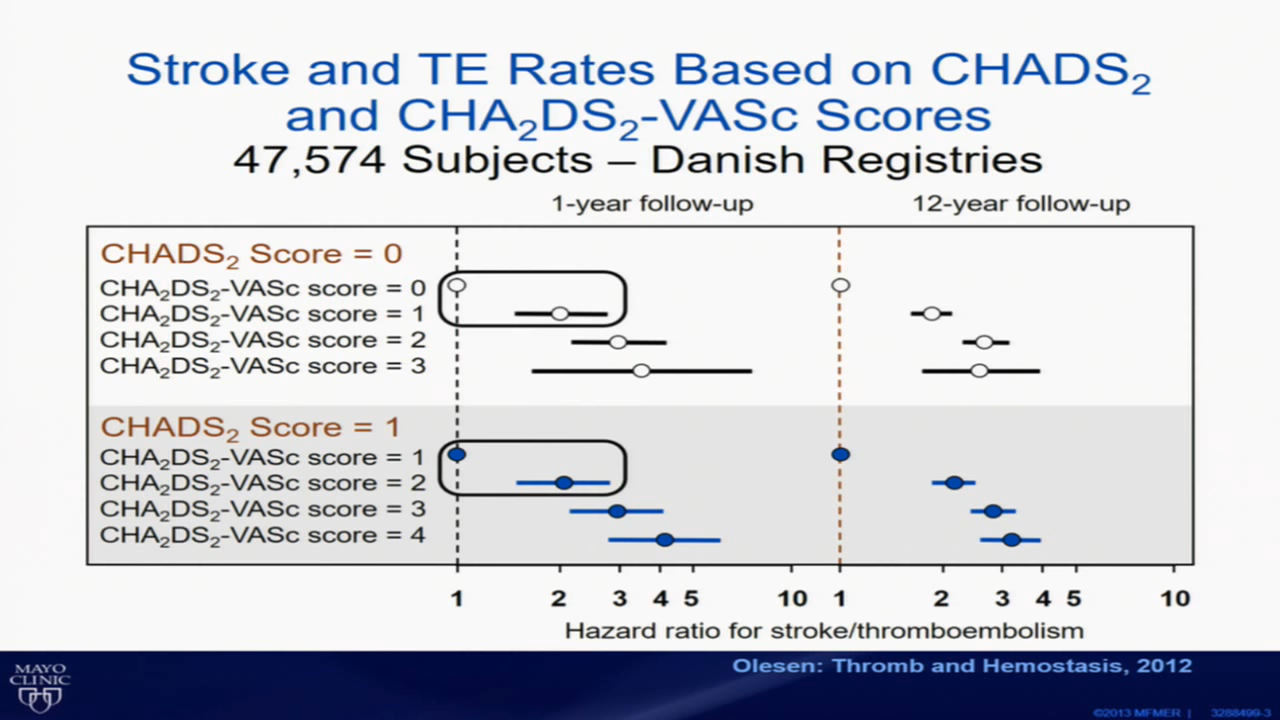 Stroke and TE Rates Based on CHADS₂
and CHA₂DS₂-VASc Scores
47,574 Subjects – Danish Registries
1-year follow-up 12-year follow-up
CHADS₂ Score = 0
CHA₂DS₂-VASc score = 0
CHA₂DS₂-VASc score = 1
CHA₂DS₂-VASc score = 2
CHA₂DS₂-VASc score = 3
CHADS₂ Score = 1
CHA₂DS₂-VASc score = 1
CHA₂DS₂-VASc score = 2
CHA₂DS₂-VASc score = 3
CHA₂DS₂-VASc score = 4
1 2 3 4 5 10 1 2 3 4 5 10
Hazard ratio for stroke/thromboembolism
Olesen: Thromb and Hemostasis, 2012
MAYO
CLINIC
©2013 MFMER | 3288499-3